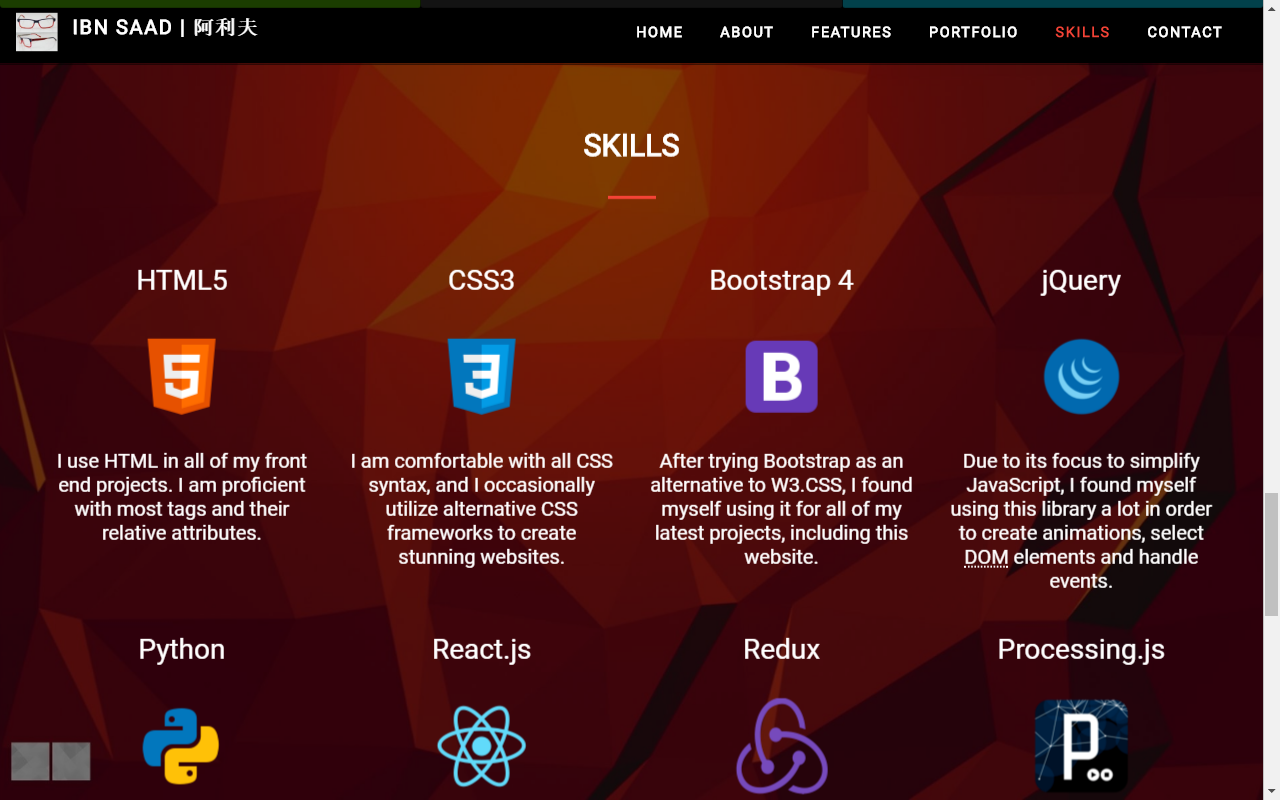 IBN SAAD | 阿利夫
HOME ABOUT FEATURES PORTFOLIO SKILLS CONTACT
SKILLS
HTML5
5
I use HTML in all of my front
end projects. I am proficient
with most tags and their
relative attributes.
CSS3
3
I am comfortable with all CSS
syntax, and I occasionally
utilize alternative CSS
frameworks to create
stunning websites.
Bootstrap 4
B
After trying Bootstrap as an
alternative to W3.CSS, I found
myself using it for all of my
latest projects, including this
website.
jQuery
Due to its focus to simplify
JavaScript, I found myself
using this library a lot in order
to create animations, select
DOM elements and handle
events.
Python
React.js
Redux
Processing.js
P